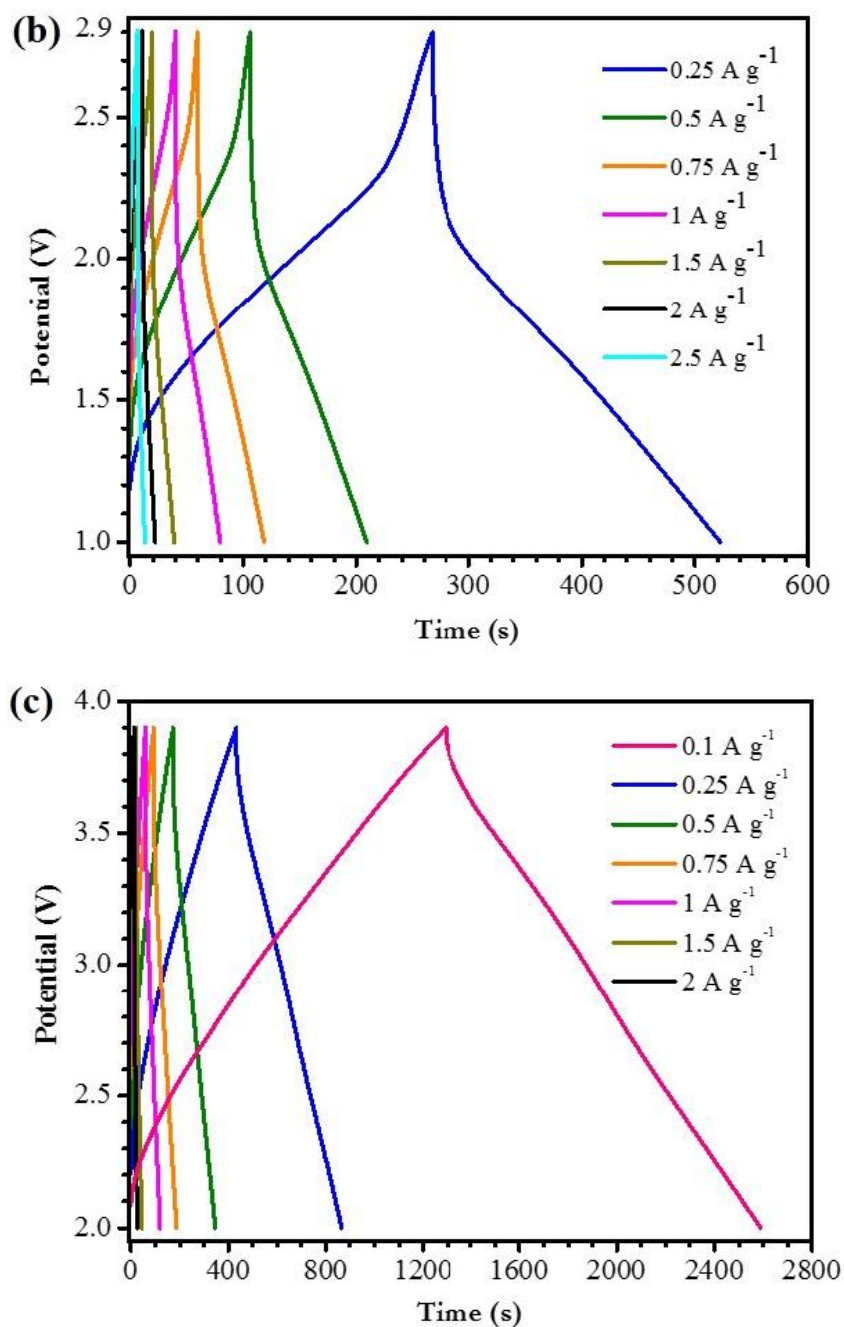 (b)
2.9
2.5
2.0
1.5
1.0
Potential (V)
0.25 A g⁻¹
0.5 A g⁻¹
0.75 A g⁻¹
1 A g⁻¹
1.5 A g⁻¹
2 A g⁻¹
2.5 A g⁻¹
0 100 200 300 400 500 600
Time (s)
(c)
4.0
3.5
3.0
2.5
2.0
Potential (V)
0.1 A g⁻¹
0.25 A g⁻¹
0.5 A g⁻¹
0.75 A g⁻¹
1 A g⁻¹
1.5 A g⁻¹
2 A g⁻¹
0 400 800 1200 1600 2000 2400 2800
Time (s)